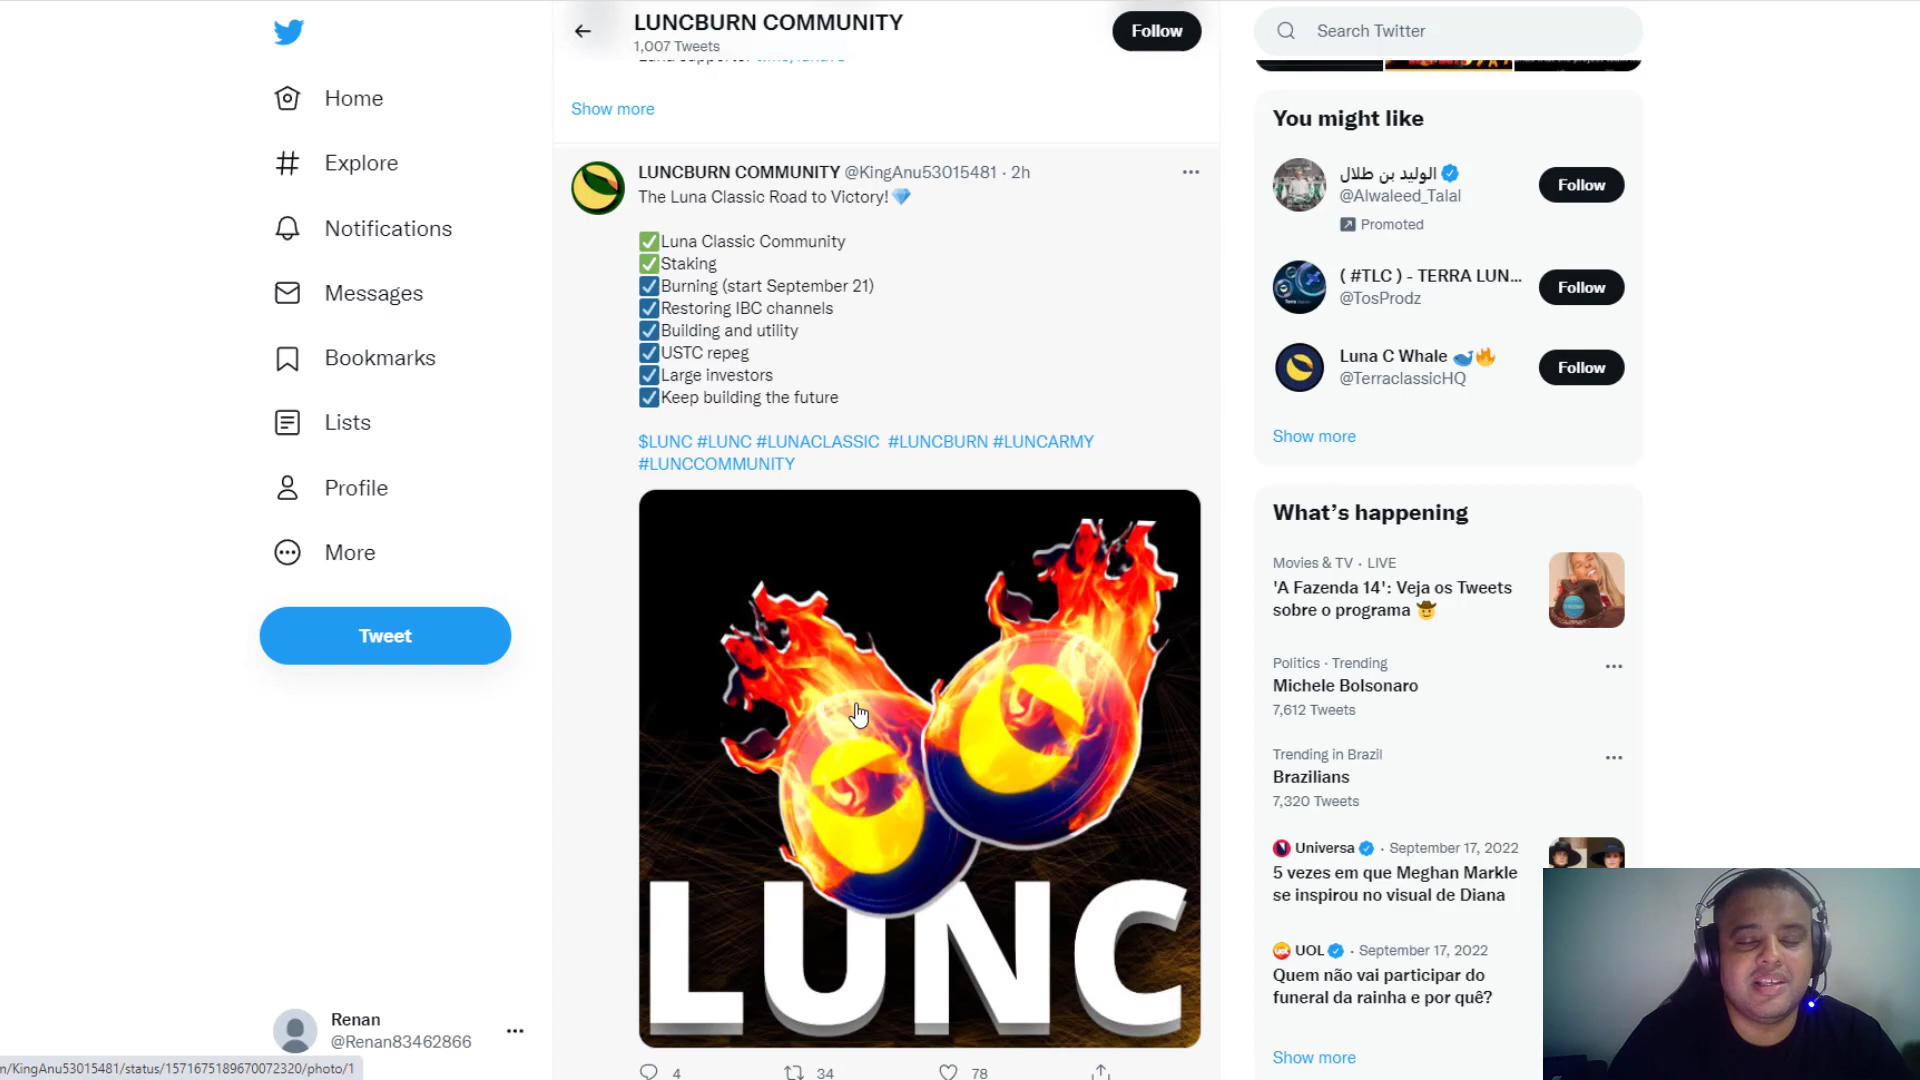 Home
Explore
Notifications
Messages
Bookmarks
Lists
Profile
More
Tweet
Renan
@Renan83462866
n/KingAnu53015481/status/1571675189670072320/photo/1
LUNCBURN COMMUNITY
1,007 Tweets
Follow
Show more
LUNCBURN COMMUNITY @KingAnu53015481 · 2h
The Luna Classic Road to Victory!💎
✅Luna Classic Community
✅Staking
☑Burning (start September 21)
☑Restoring IBC channels
☑Building and utility
☑USTC repeg
☑Large investors
☑Keep building the future
$LUNC #LUNC #LUNACLASSIC #LUNCBURN #LUNCARMY
#LUNCCOMMUNITY
LUNC
4 34 78
Search Twitter
You might like
الوليد بن طلال
@Alwaleed_Talal
Promoted
Follow
( #TLC ) - TERRA LUN...
@TosProdz
Follow
Luna C Whale 🐳🔥
@TerraclassicHQ
Follow
Show more
What's happening
Movies & TV · LIVE
'A Fazenda 14': Veja os Tweets
sobre o programa 🤠
Politics · Trending
Michele Bolsonaro
7,612 Tweets
Trending in Brazil
Brazilians
7,320 Tweets
Universa · September 17, 2022
5 vezes em que Meghan Markle
se inspirou no visual de Diana
UOL · September 17, 2022
Quem não vai participar do
funeral da rainha e por quê?
Show more